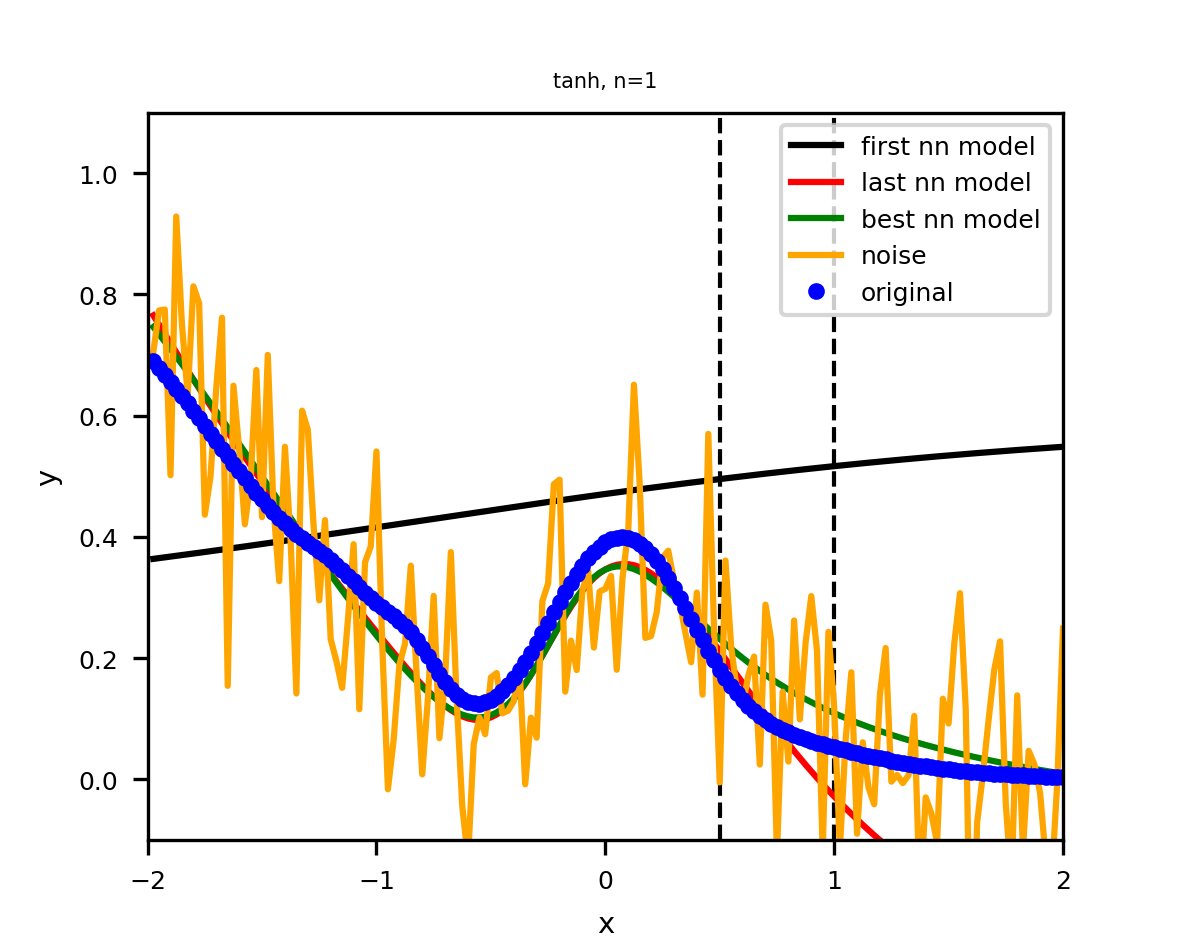 tanh, n=1
first nn model
last nn model
best nn model
noise
original
y
1.0
0.8
0.6
0.4
0.2
0.0
−2
−1
0
1
2
x